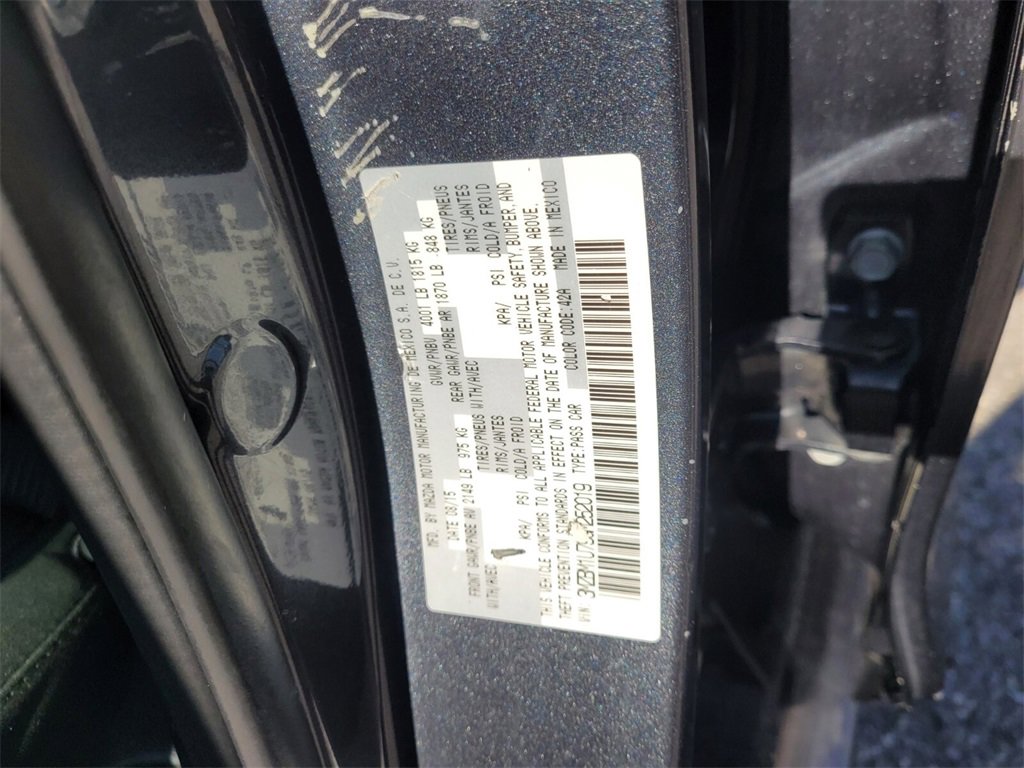 MFD. BY MAZDA MOTOR MANUFACTURING DE MEXICO S.A. DE C.V.
DATE 08/15 GVWR/PNBV 4001 LB 1815 KG
FRONT GAWR/PNBE AV 2149 LB 975 KG REAR GAWR/PNBE AR 1870 LB 848 KG
WITH/AVEC TIRES/PNEUS WITH/AVEC TIRES/PNEUS
RIMS/JANTES RIMS/JANTES
KPA/ PSI COLD/A FROID KPA/ PSI COLD/A FROID
THIS VEHICLE CONFORMS TO ALL APPLICABLE FEDERAL MOTOR VEHICLE SAFETY, BUMPER, AND
THEFT PREVENTION STANDARDS IN EFFECT ON THE DATE OF MANUFACTURE SHOWN ABOVE.
VIN: TYPE:PASS CAR COLOR CODE:42A MADE IN MEXICO